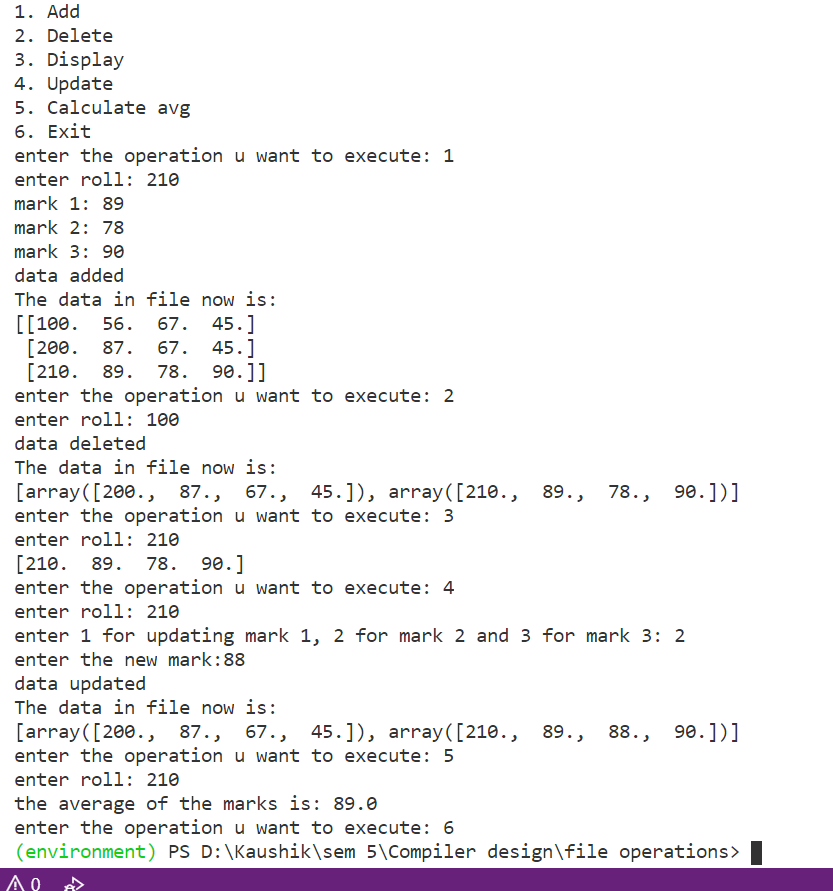 1. Add
2. Delete
3. Display
4. Update
5. Calculate avg
6. Exit
enter the operation u want to execute: 1
enter roll: 210
mark 1: 89
mark 2: 78
mark 3: 90
data added
The data in file now is:
[[100.  56.  67.  45.]
 [200.  87.  67.  45.]
 [210.  89.  78.  90.]]
enter the operation u want to execute: 2
enter roll: 100
data deleted
The data in file now is:
[array([200.,  87.,  67.,  45.]), array([210.,  89.,  78.,  90.])]
enter the operation u want to execute: 3
enter roll: 210
[210.  89.  78.  90.]
enter the operation u want to execute: 4
enter roll: 210
enter 1 for updating mark 1, 2 for mark 2 and 3 for mark 3: 2
enter the new mark:88
data updated
The data in file now is:
[array([200.,  87.,  67.,  45.]), array([210.,  89.,  88.,  90.])]
enter the operation u want to execute: 5
enter roll: 210
the average of the marks is: 89.0
enter the operation u want to execute: 6
(environment) PS D:\Kaushik\sem 5\Compiler design\file operations>
0